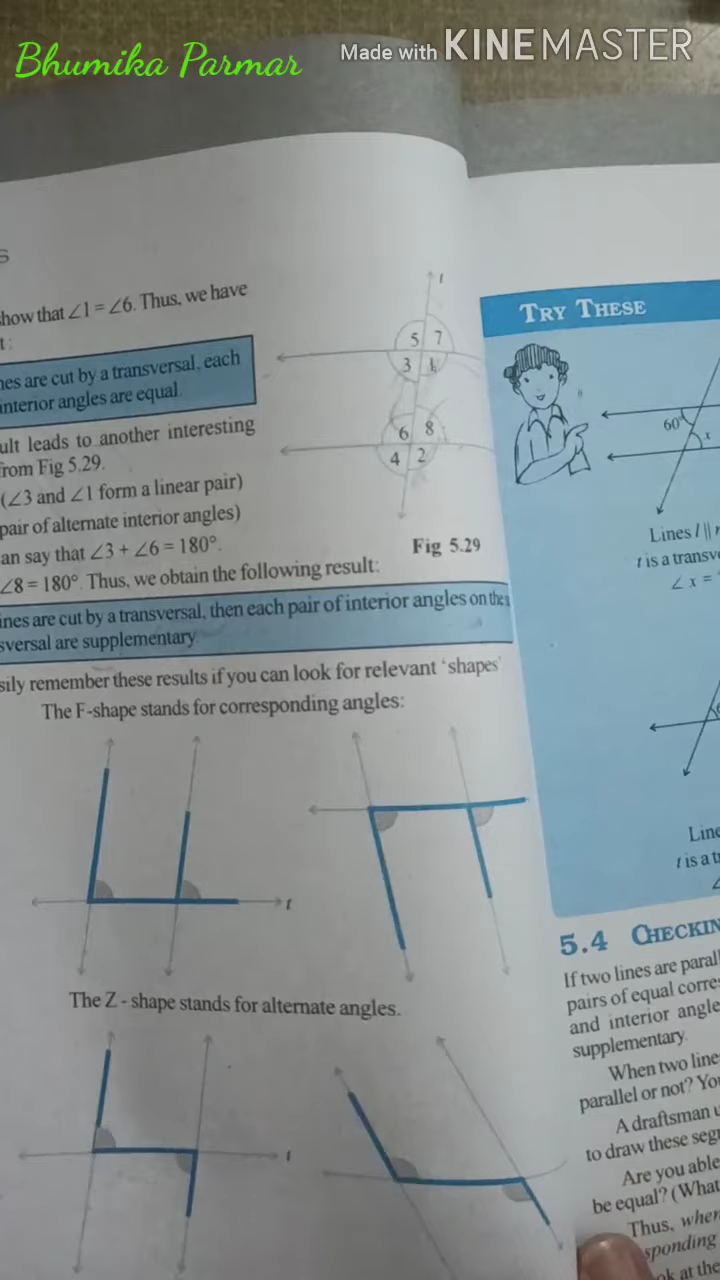 Bhumika Parmar
Made with KINEMASTER
S
how that ∠1 = ∠6. Thus, we have
t :
nes are cut by a transversal, each
interior angles are equal.
ult leads to another interesting
from Fig 5.29.
(∠3 and ∠1 form a linear pair)
pair of alternate interior angles)
an say that ∠3 + ∠6 = 180°.
∠8 = 180°. Thus, we obtain the following result:
t
5 7
3 1
6 8
4 2
Fig 5.29
ines are cut by a transversal, then each pair of interior angles on the s
sversal are supplementary.
sily remember these results if you can look for relevant ‘shapes’
The F-shape stands for corresponding angles:
t
The Z - shape stands for alternate angles.
t
TRY THESE
60°
x
Lines l ||
t is a transv
∠ x =
Line
t is a t
∠
5.4 CHECKIN
If two lines are paral
pairs of equal corre
and interior angle
supplementary.
When two line
parallel or not? Yo
A draftsman u
to draw these seg
Are you able
be equal? (What
Thus, when
sponding
ok at the